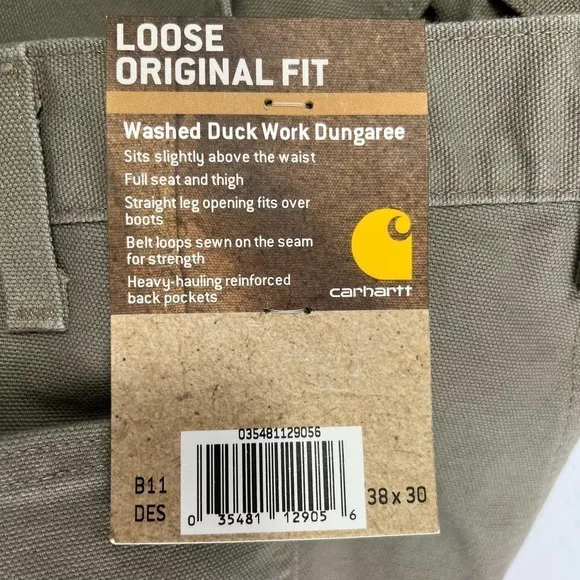 LOOSE
ORIGINAL FIT
Washed Duck Work Dungaree
Sits slightly above the waist
Full seat and thigh
Straight leg opening fits over
boots
Belt loops sewn on the seam
for strength
Heavy-hauling reinforced
back pockets
carhartt
035481129056
B11
DES
38 x 30
0 35481 12905 6